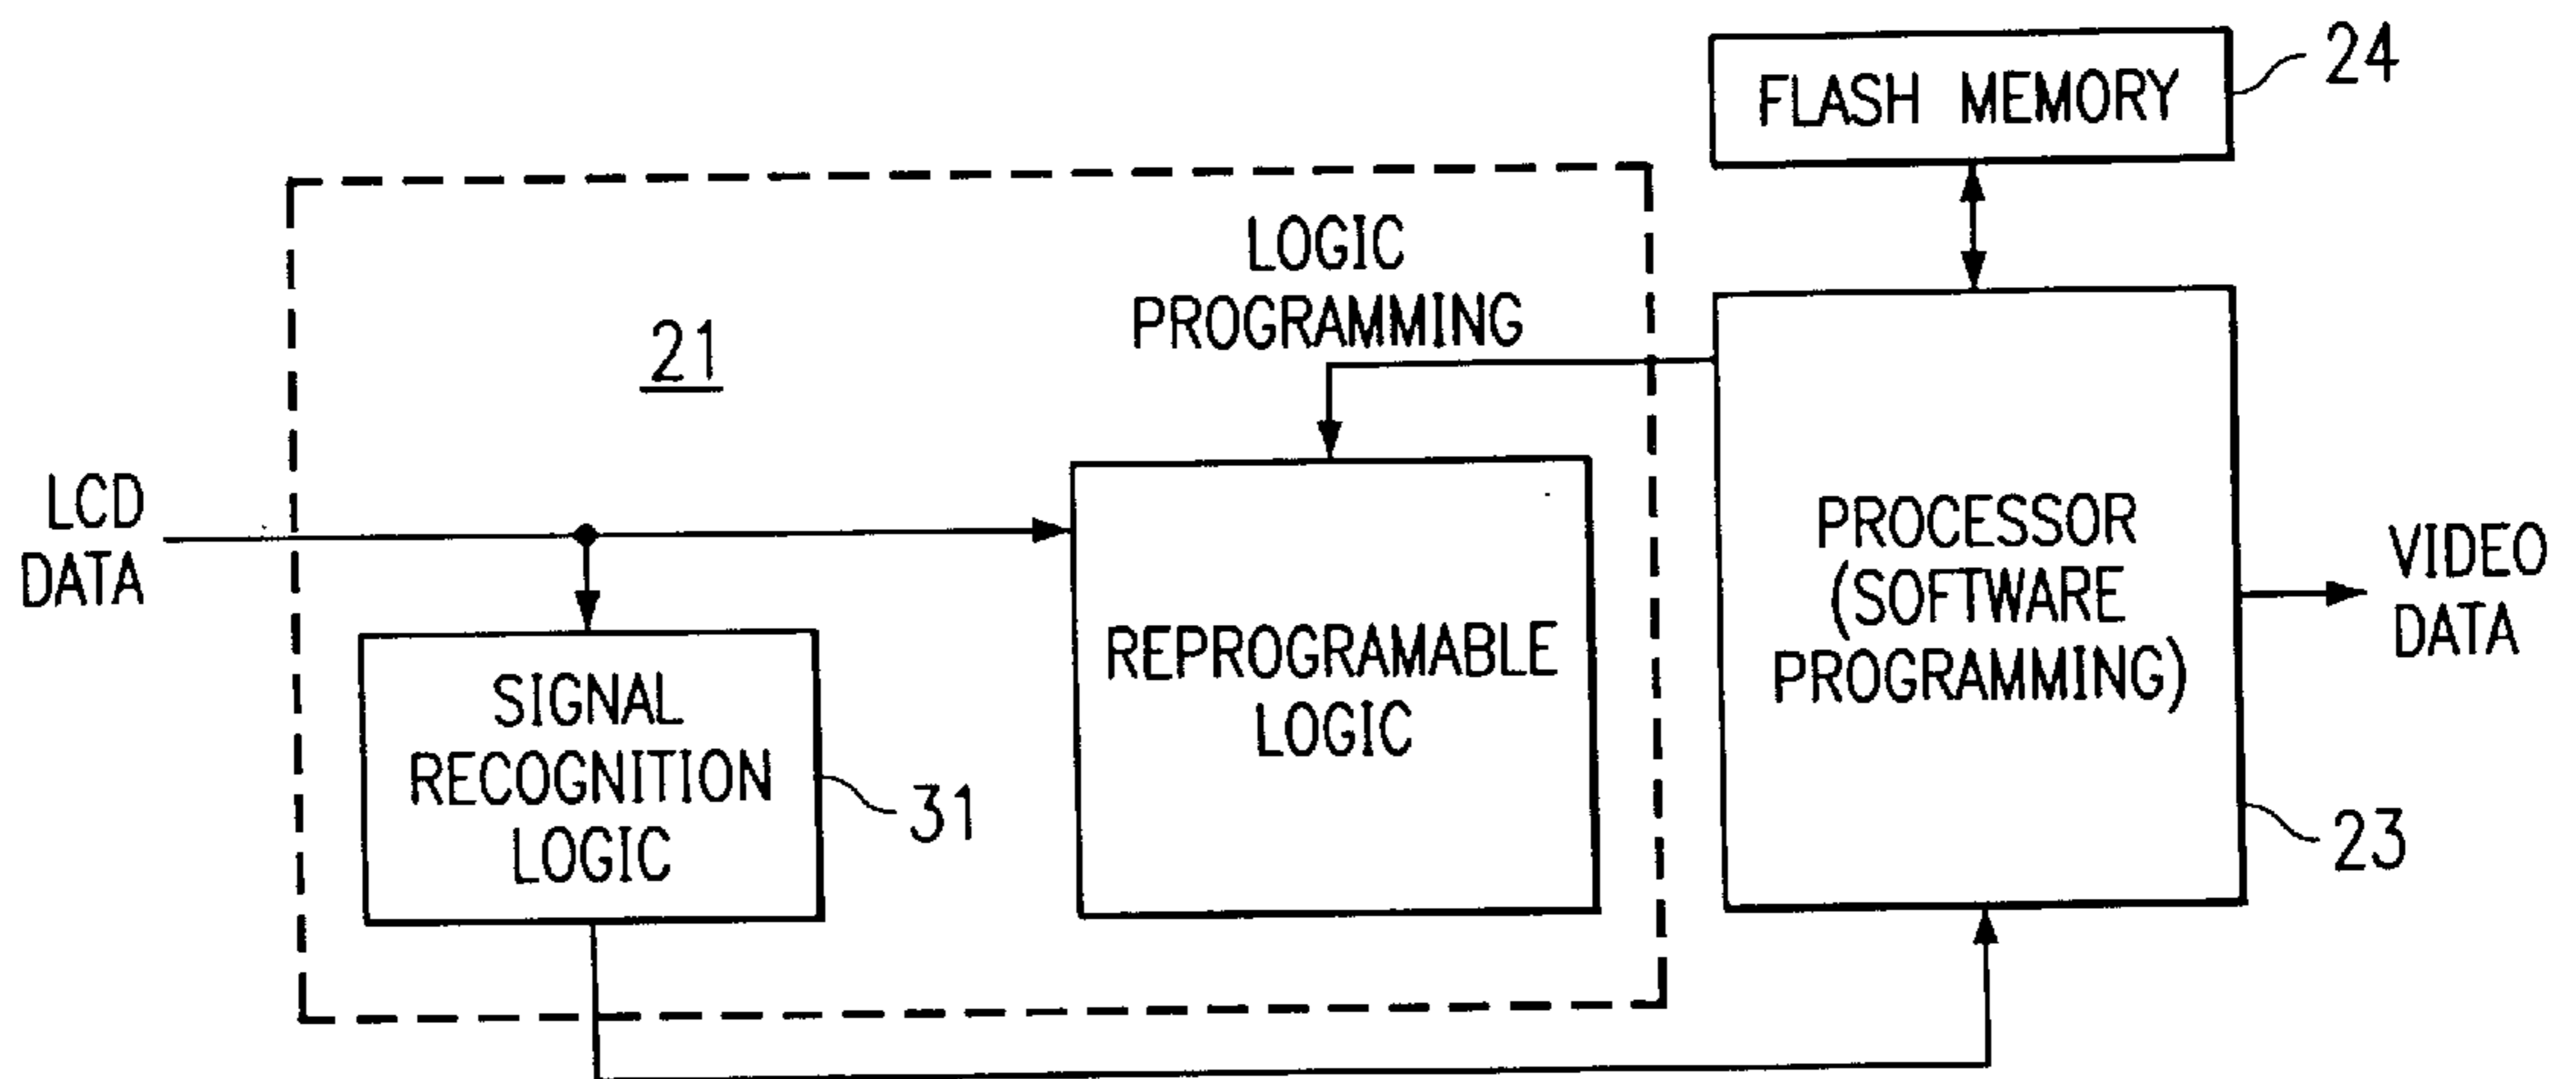 24
FLASH MEMORY
LOGIC
PROGRAMMING
21
LCD
DATA
REPROGRAMABLE
LOGIC
PROCESSOR
(SOFTWARE
PROGRAMMING)
VIDEO
DATA
SIGNAL
RECOGNITION
LOGIC
31
23